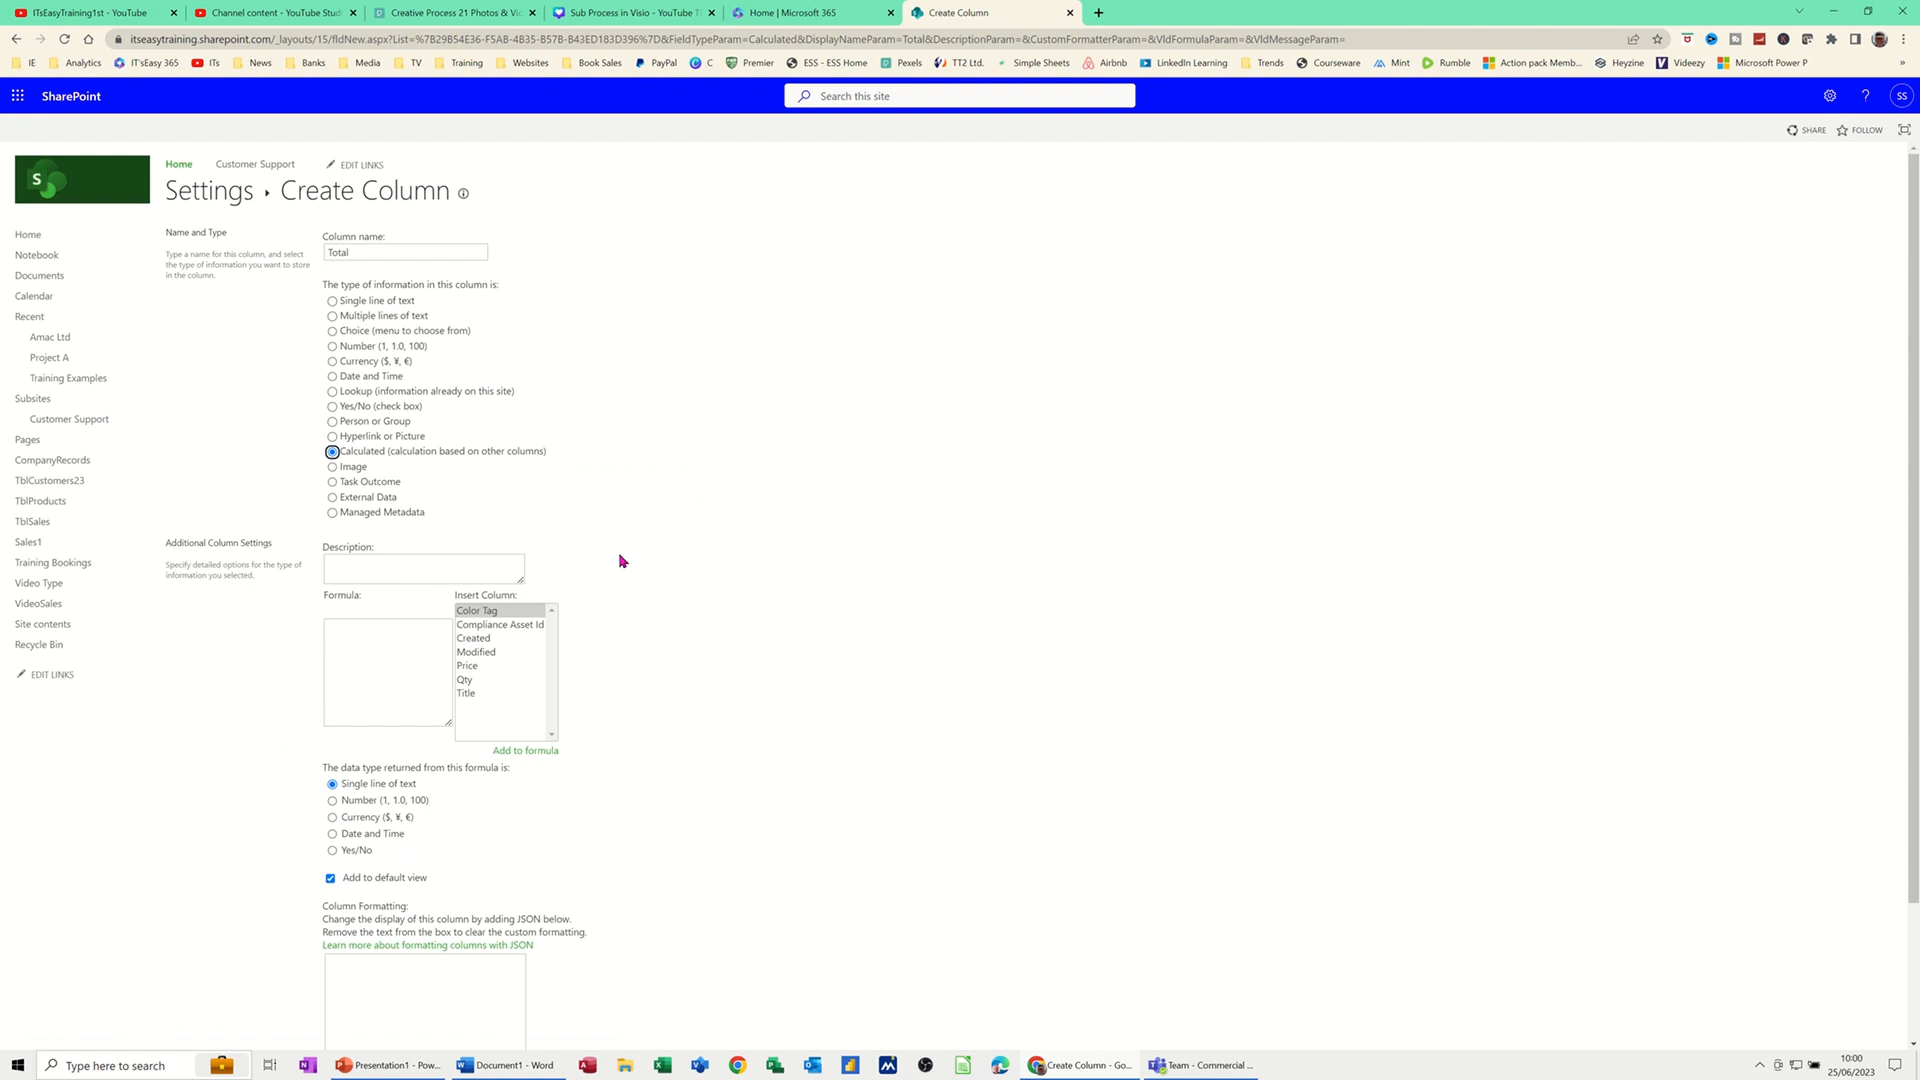 ITsEasyTraining1st - YouTube
Channel content - YouTube Stud
Creative Process 21 Photos & Vi
Sub Process in Visio - YouTube T
Home | Microsoft 365
Create Column
itseasytraining.sharepoint.com/_layouts/15/fldNew.aspx?List=%7B29B54E36-F5AB-4B35-B57B-B43ED183D396%7D&FieldTypeParam=Calculated&DisplayNameParam=Total&DescriptionParam=&CustomFormatterParam=&VldFormulaParam=&VldMessageParam=
IE Analytics IT'sEasy 365 ITs News Banks Media TV Training Websites Book Sales PayPal C Premier ESS - ESS Home Pexels TT2 Ltd. Simple Sheets Airbnb LinkedIn Learning Trends Courseware Mint Rumble Action pack Memb... Heyzine Videezy Microsoft Power P »
SharePoint
Search this site
? SS
SHARE FOLLOW
S
Home Customer Support EDIT LINKS
Settings ▸ Create Column
Home
Notebook
Documents
Calendar
Recent
Amac Ltd
Project A
Training Examples
Subsites
Customer Support
Pages
CompanyRecords
TblCustomers23
TblProducts
TblSales
Sales1
Training Bookings
Video Type
VideoSales
Site contents
Recycle Bin
EDIT LINKS
Name and Type
Type a name for this column, and select
the type of information you want to store
in the column.
Column name:
Total
The type of information in this column is:
Single line of text
Multiple lines of text
Choice (menu to choose from)
Number (1, 1.0, 100)
Currency ($, ¥, €)
Date and Time
Lookup (information already on this site)
Yes/No (check box)
Person or Group
Hyperlink or Picture
Calculated (calculation based on other columns)
Image
Task Outcome
External Data
Managed Metadata
Additional Column Settings
Specify detailed options for the type of
information you selected.
Description:
Formula:
Insert Column:
Color Tag
Compliance Asset Id
Created
Modified
Price
Qty
Title
Add to formula
The data type returned from this formula is:
Single line of text
Number (1, 1.0, 100)
Currency ($, ¥, €)
Date and Time
Yes/No
Add to default view
Column Formatting:
Change the display of this column by adding JSON below.
Remove the text from the box to clear the custom formatting.
Learn more about formatting columns with JSON
Type here to search
Presentation1 - Pow...
Document1 - Word
Create Column - Go...
Team - Commercial ...
10:00
25/06/2023